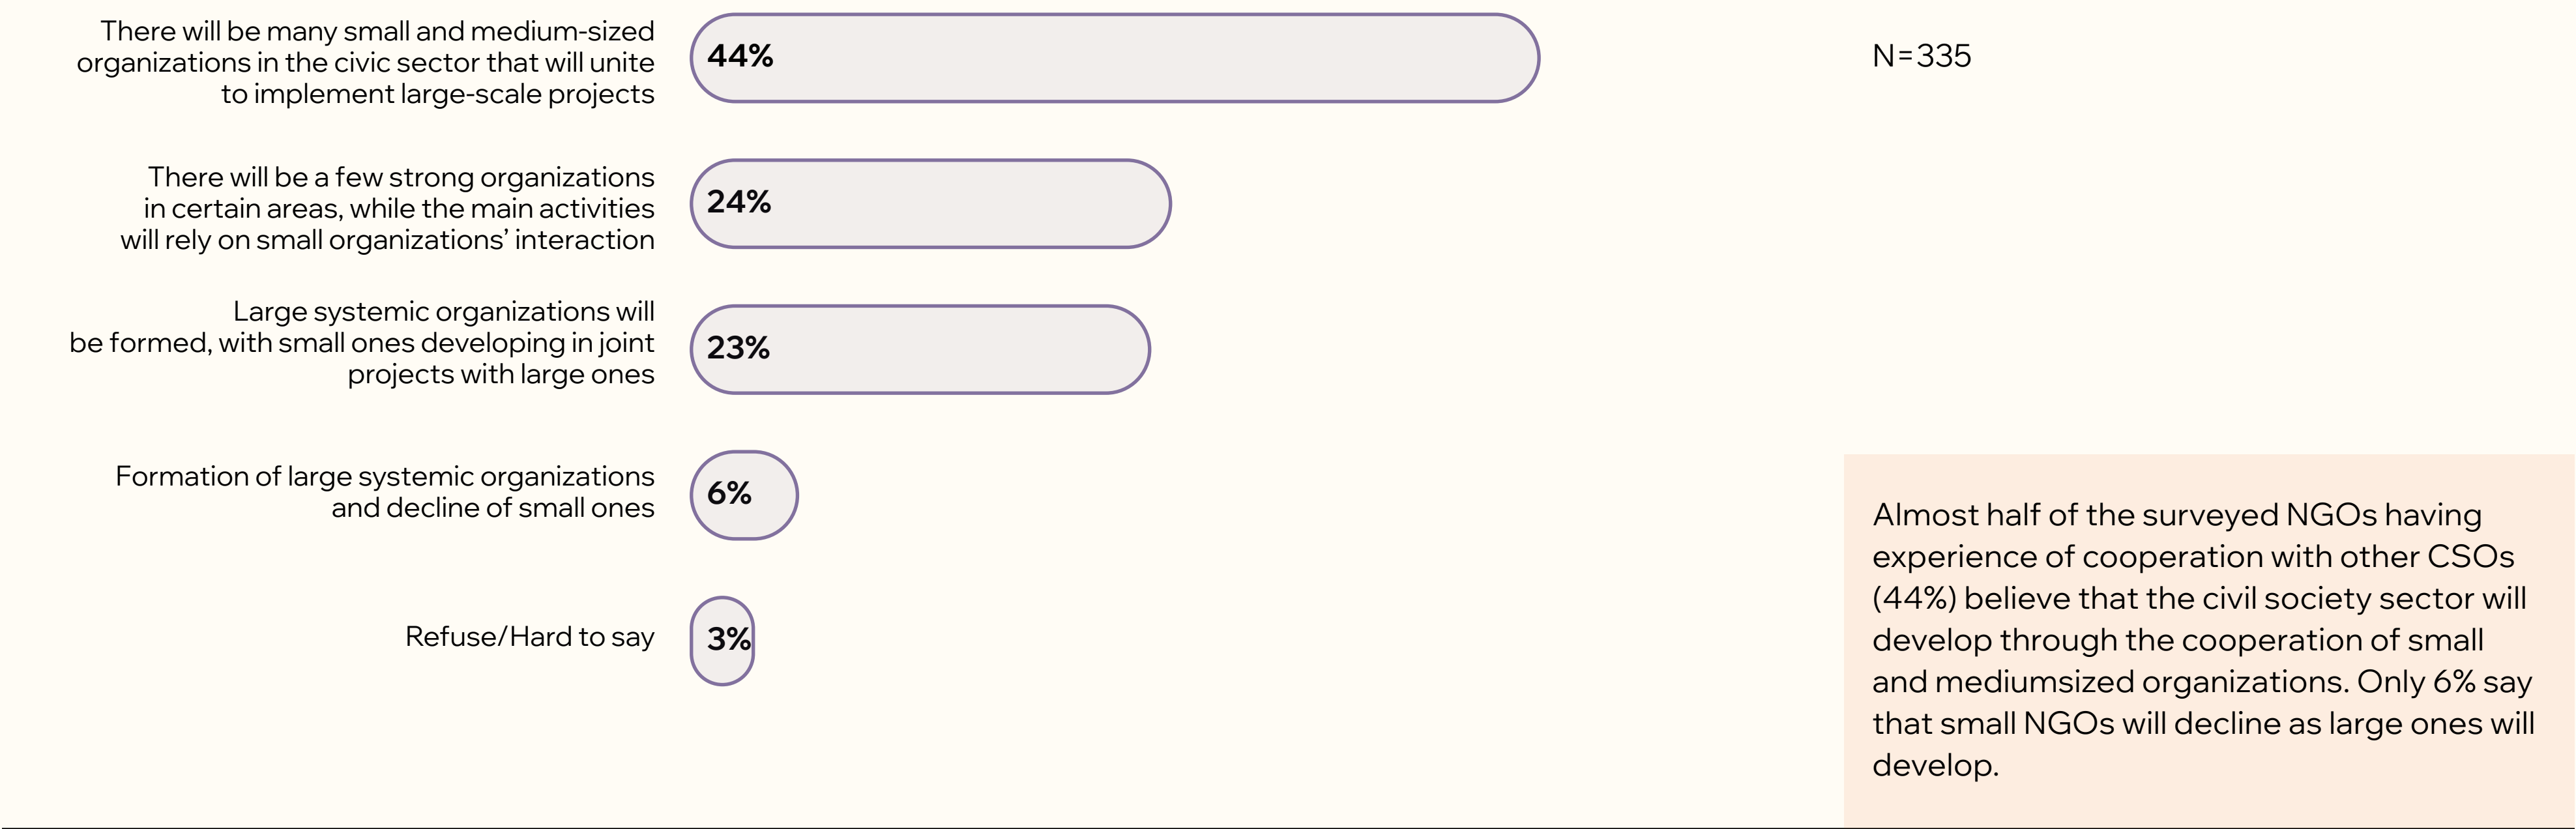 There will be many small and medium-sized
organizations in the civic sector that will unite
to implement large-scale projects
44%
N=335
There will be a few strong organizations
in certain areas, while the main activities
will rely on small organizations’ interaction
24%
Large systemic organizations will
be formed, with small ones developing in joint
projects with large ones
23%
Formation of large systemic organizations
and decline of small ones
6%
Refuse/Hard to say
3%
Almost half of the surveyed NGOs having
experience of cooperation with other CSOs
(44%) believe that the civil society sector will
develop through the cooperation of small
and mediumsized organizations. Only 6% say
that small NGOs will decline as large ones will
develop.